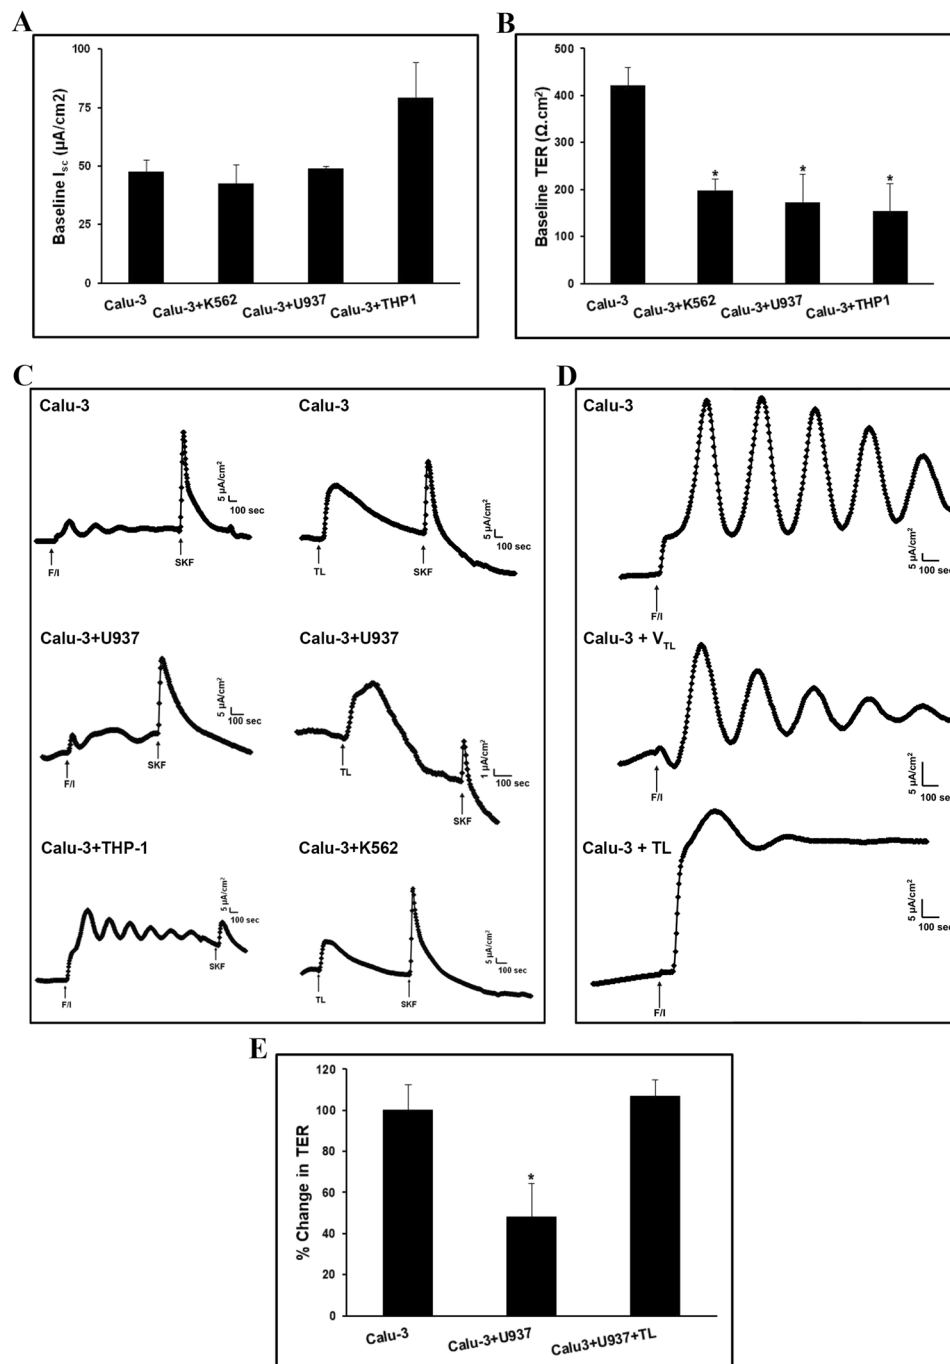 A
100
75
50
25
0
Baseline Isc (µA/cm2)
Calu-3
Calu-3+K562
Calu-3+U937
Calu-3+THP1
B
500
400
300
200
100
0
Baseline TER (Ω.cm²)
*
*
*
Calu-3
Calu-3+K562
Calu-3+U937
Calu-3+THP1
C
Calu-3
5 µA/cm²
100 sec
F/I
SKF
Calu-3
5 µA/cm²
100 sec
TL
SKF
Calu-3+U937
5 µA/cm²
100 sec
F/I
SKF
Calu-3+U937
1 µA/cm²
100 sec
TL
SKF
Calu-3+THP-1
5 µA/cm²
100 sec
F/I
SKF
Calu-3+K562
5 µA/cm²
100 sec
TL
SKF
D
Calu-3
5 µA/cm²
100 sec
F/I
Calu-3 + VTL
5 µA/cm²
100 sec
F/I
Calu-3 + TL
5 µA/cm²
100 sec
F/I
E
120
100
80
60
40
20
0
% Change in TER
*
Calu-3
Calu-3+U937
Calu3+U937+TL